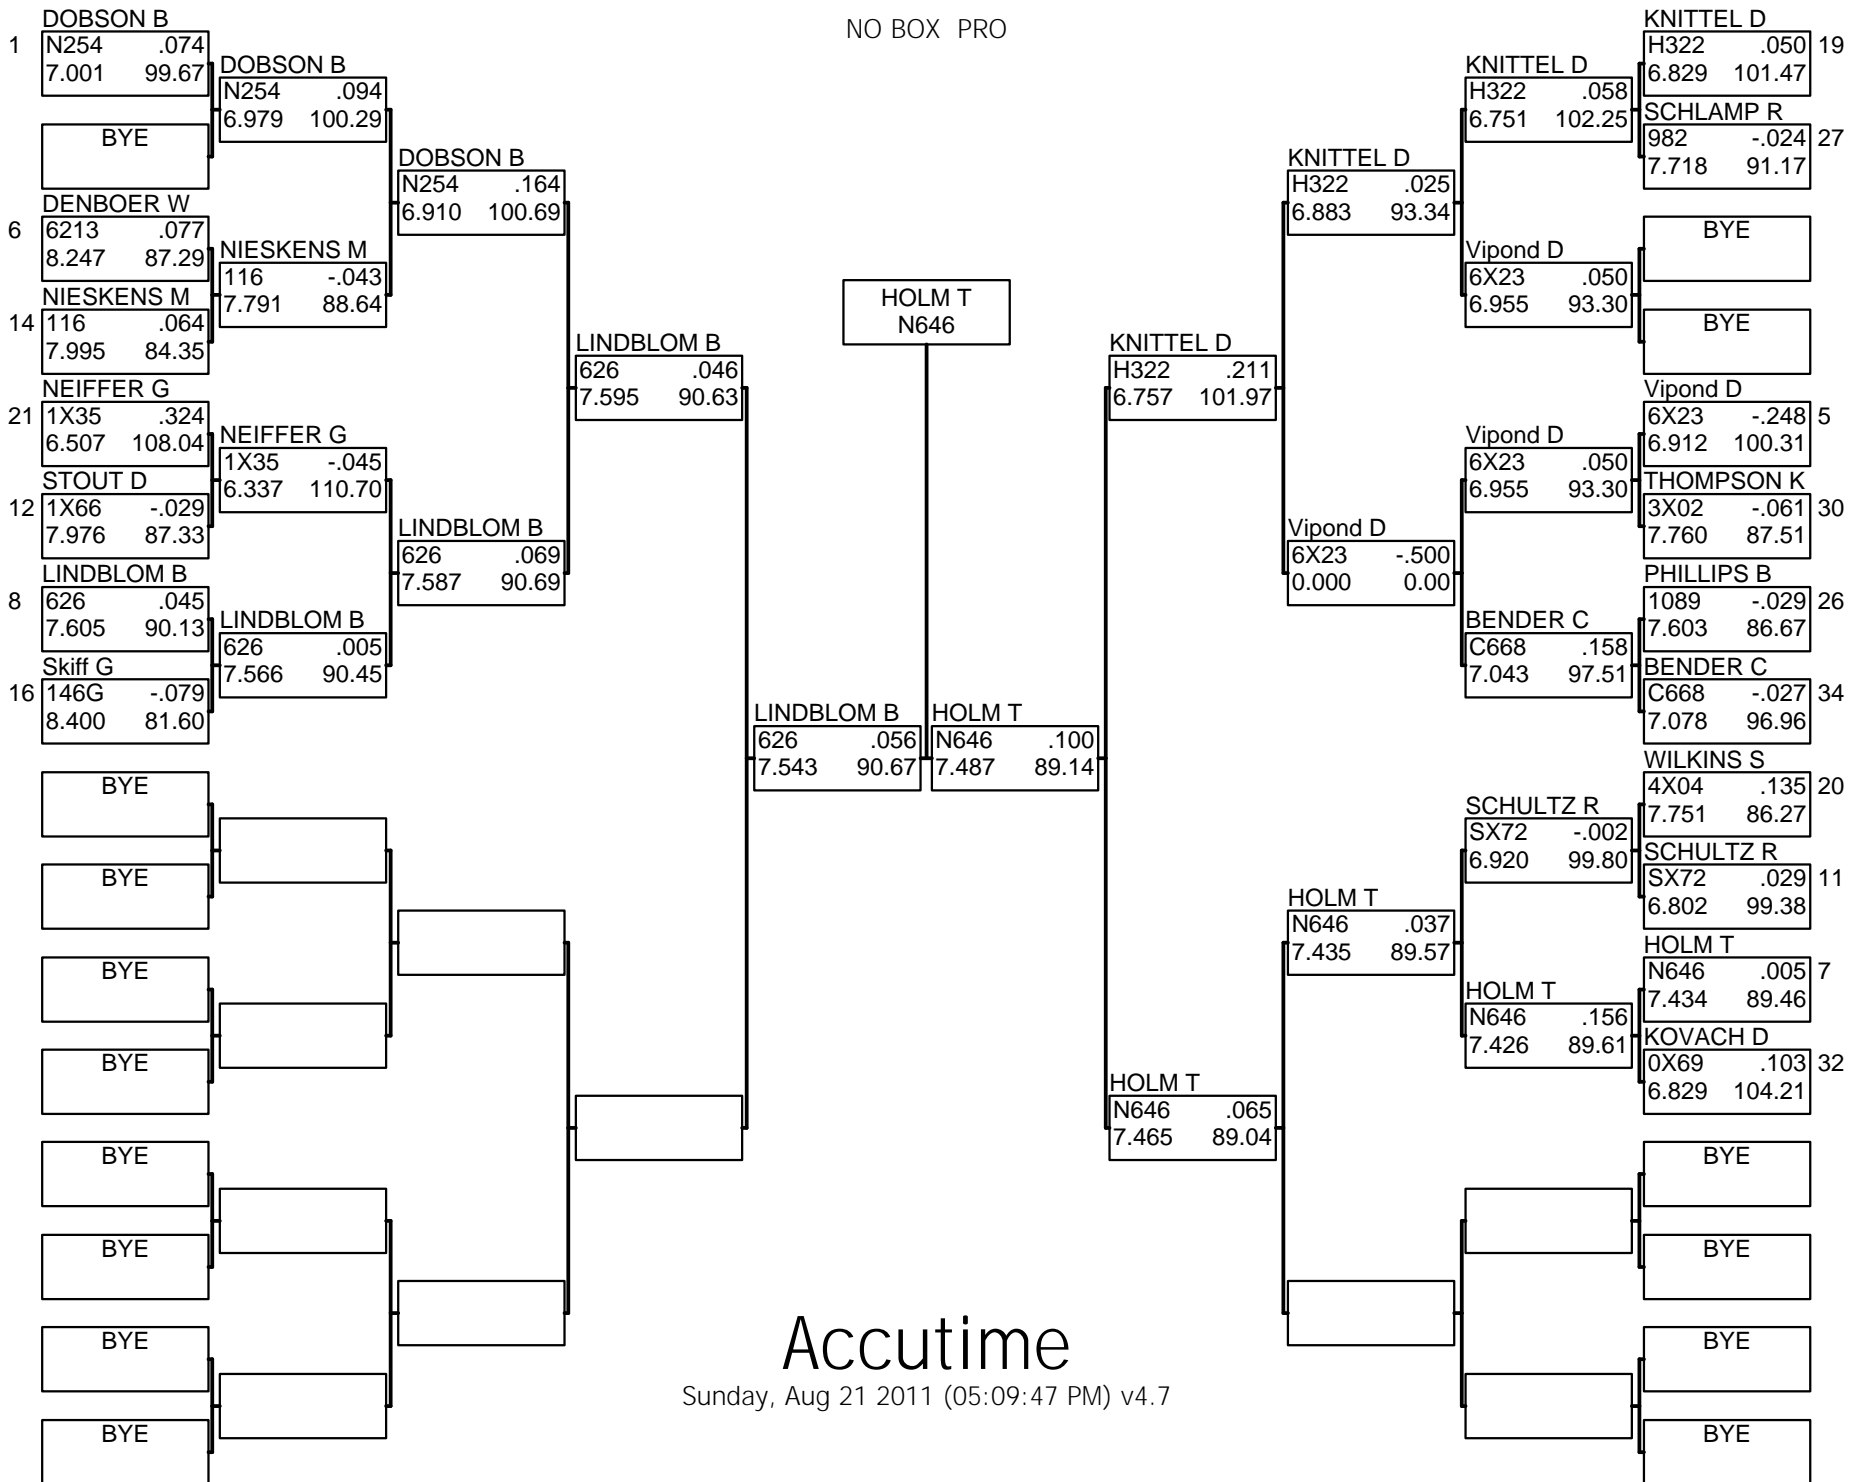 NO BOX PRO
DOBSON B
1 N254 .074
7.001 99.67
BYE
DENBOER W
6 6213 .077
8.247 87.29
NIESKENS M
14 116 .064
7.995 84.35
NEIFFER G
21 1X35 .324
6.507 108.04
STOUT D
12 1X66 -.029
7.976 87.33
LINDBLOM B
8 626 .045
7.605 90.13
Skiff G
16 146G -.079
8.400 81.60
BYE
BYE
BYE
BYE
BYE
BYE
BYE
BYE
DOBSON B
N254 .094
6.979 100.29
NIESKENS M
116 -.043
7.791 88.64
NEIFFER G
1X35 -.045
6.337 110.70
LINDBLOM B
626 .005
7.566 90.45
DOBSON B
N254 .164
6.910 100.69
LINDBLOM B
626 .069
7.587 90.69
LINDBLOM B
626 .046
7.595 90.63
LINDBLOM B
626 .056
7.543 90.67
HOLM T
N646
HOLM T
N646 .100
7.487 89.14
KNITTEL D
H322 .211
6.757 101.97
HOLM T
N646 .065
7.465 89.04
KNITTEL D
H322 .025
6.883 93.34
Vipond D
6X23 -.500
0.000 0.00
HOLM T
N646 .037
7.435 89.57
KNITTEL D
H322 .058
6.751 102.25
Vipond D
6X23 .050
6.955 93.30
Vipond D
6X23 .050
6.955 93.30
BENDER C
C668 .158
7.043 97.51
SCHULTZ R
SX72 -.002
6.920 99.80
HOLM T
N646 .156
7.426 89.61
KNITTEL D
H322 .050 19
6.829 101.47
SCHLAMP R
982 -.024 27
7.718 91.17
BYE
BYE
Vipond D
6X23 -.248 5
6.912 100.31
THOMPSON K
3X02 -.061 30
7.760 87.51
PHILLIPS B
1089 -.029 26
7.603 86.67
BENDER C
C668 -.027 34
7.078 96.96
WILKINS S
4X04 .135 20
7.751 86.27
SCHULTZ R
SX72 .029 11
6.802 99.38
HOLM T
N646 .005 7
7.434 89.46
KOVACH D
0X69 .103 32
6.829 104.21
BYE
BYE
BYE
BYE
Accutime
Sunday, Aug 21 2011 (05:09:47 PM) v4.7